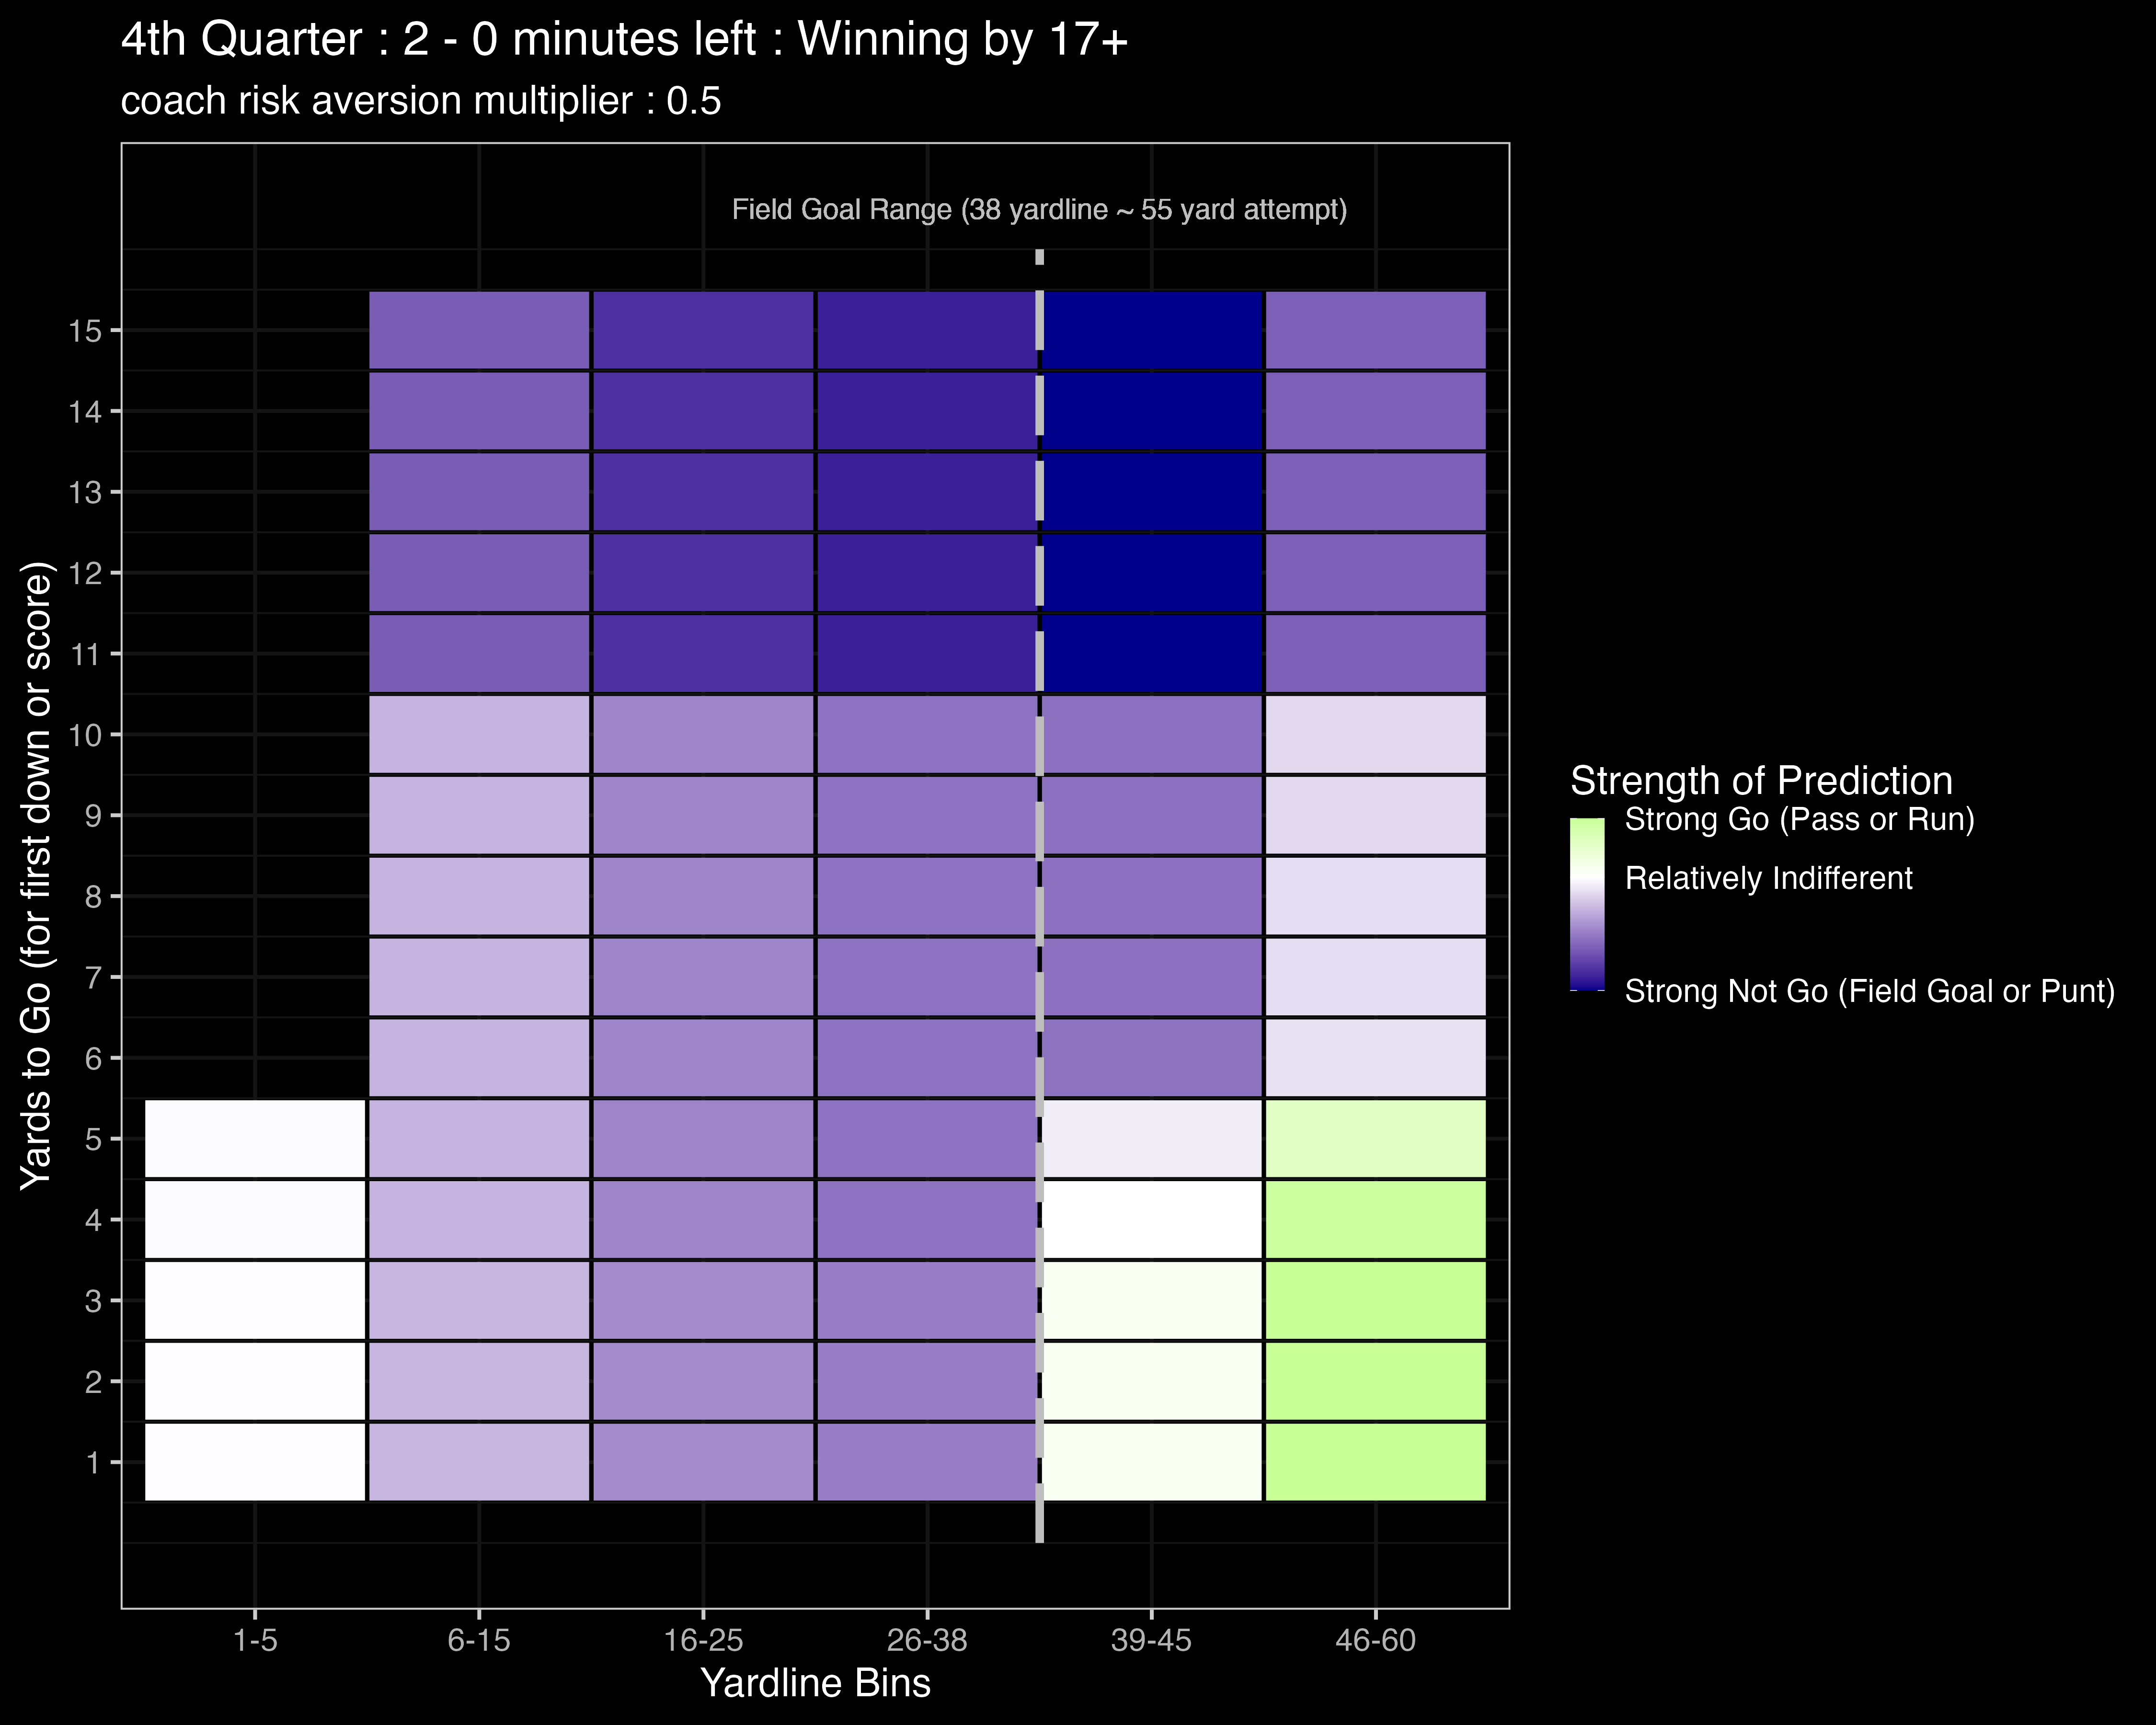 4th Quarter : 2 - 0 minutes left : Winning by 17+
coach risk aversion multiplier : 0.5
Field Goal Range (38 yardline ~ 55 yard attempt)
Yards to Go (for first down or score)
15
14
13
12
11
10
9
8
7
6
5
4
3
2
1
1-5 6-15 16-25 26-38 39-45 46-60
Yardline Bins
Strength of Prediction
Strong Go (Pass or Run)
Relatively Indifferent
Strong Not Go (Field Goal or Punt)